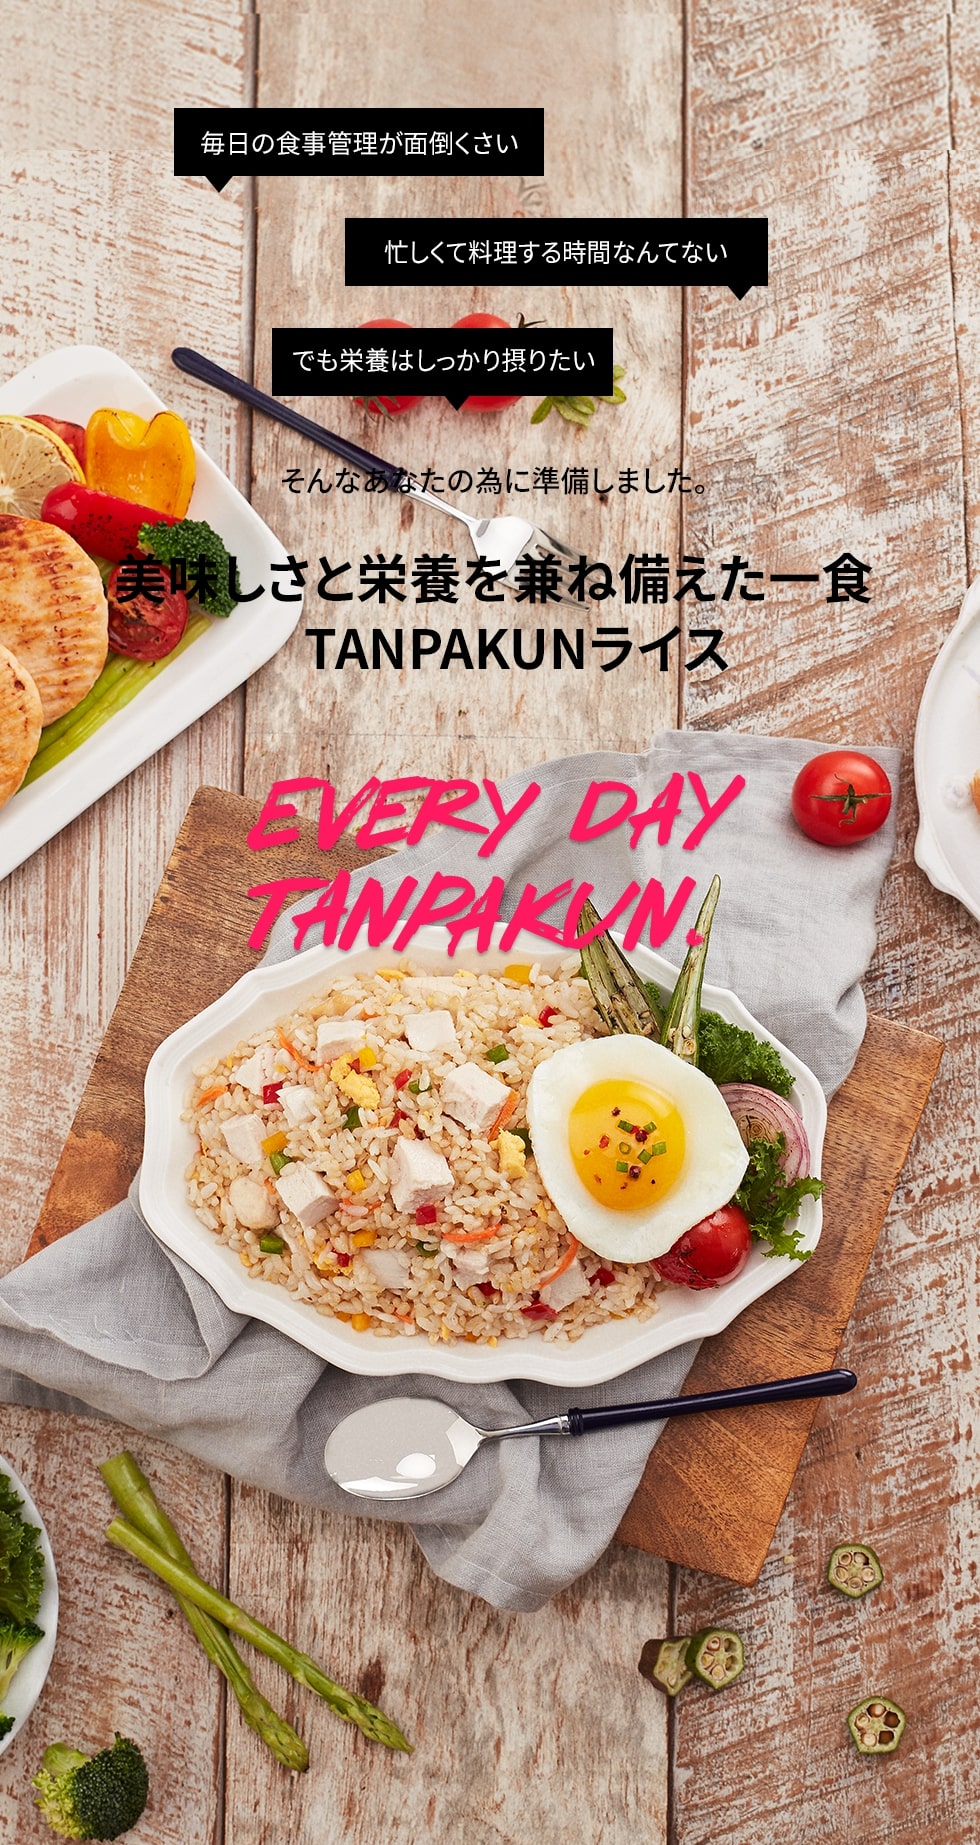 毎日の食事管理が面倒くさい
忙しくて料理する時間なんてない
でも栄養はしっかり摂りたい
そんなあなたの為に準備しました。
美味しさと栄養を兼ね備えた一食
TANPAKUNライス
EVERY DAY
TANPAKUN.